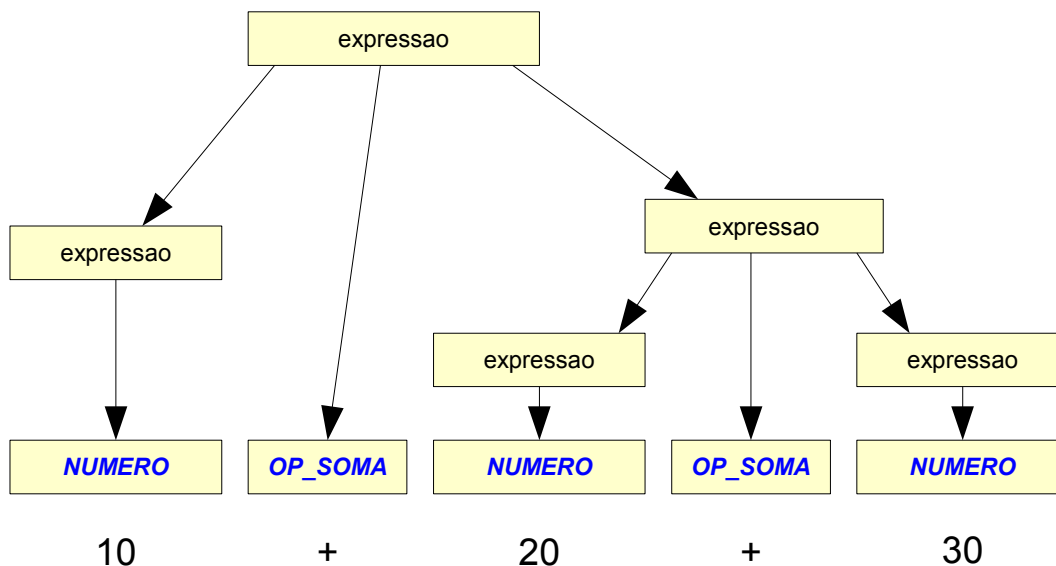 expressao
expressao
expressao
expressao
expressao
NUMERO OP_SOMA NUMERO OP_SOMA NUMERO
10 + 20 + 30